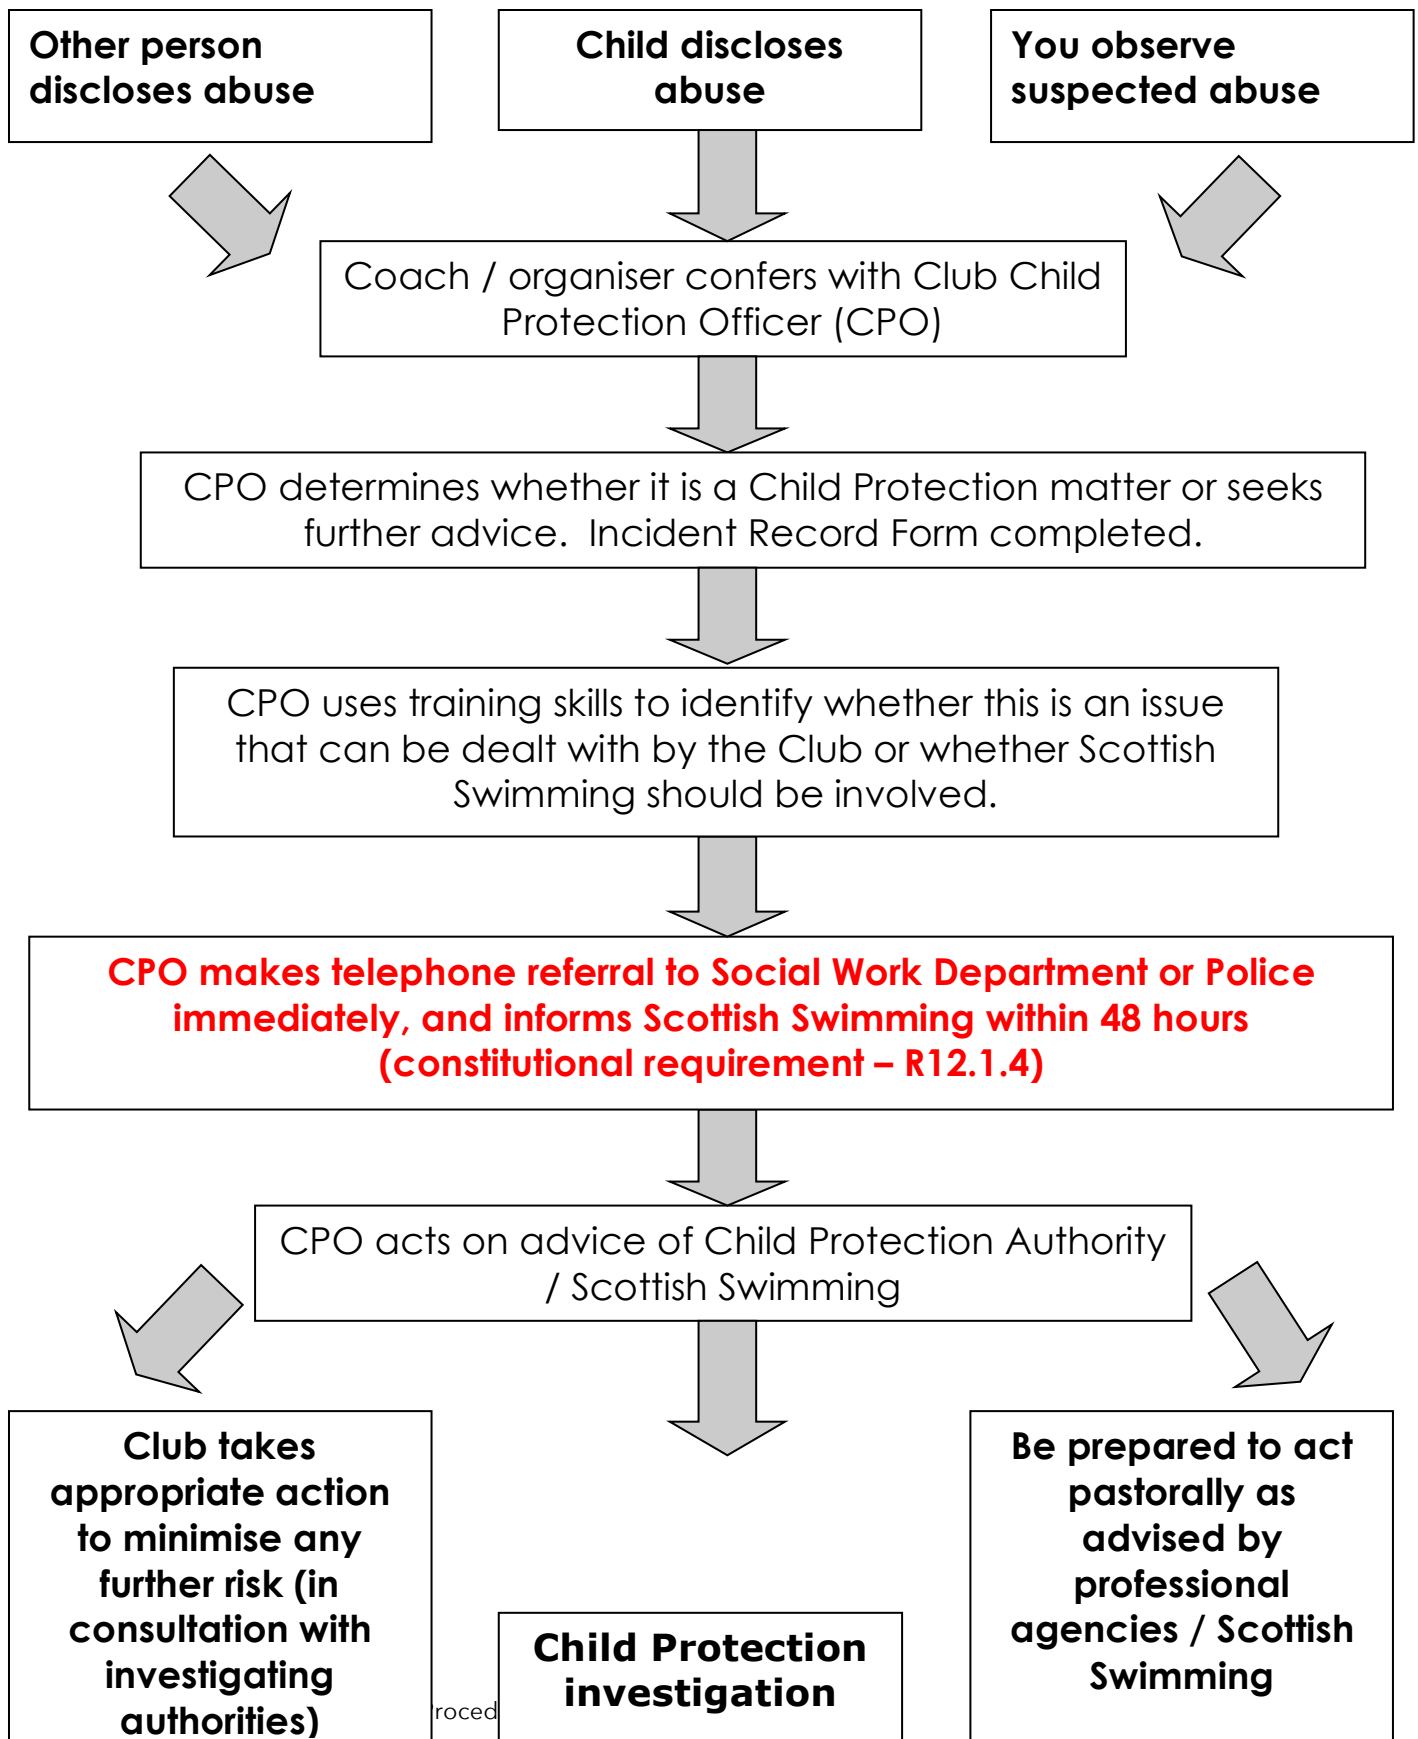 Other person
discloses abuse
Child discloses
abuse
You observe
suspected abuse
Coach / organiser confers with Club Child
Protection Officer (CPO)
CPO determines whether it is a Child Protection matter or seeks
further advice.  Incident Record Form completed.
CPO uses training skills to identify whether this is an issue
that can be dealt with by the Club or whether Scottish
Swimming should be involved.
CPO makes telephone referral to Social Work Department or Police
immediately, and informs Scottish Swimming within 48 hours
(constitutional requirement – R12.1.4)
CPO acts on advice of Child Protection Authority
/ Scottish Swimming
Club takes
appropriate action
to minimise any
further risk (in
consultation with
investigating
authorities)
Child Protection
investigation
Be prepared to act
pastorally as
advised by
professional
agencies / Scottish
Swimming